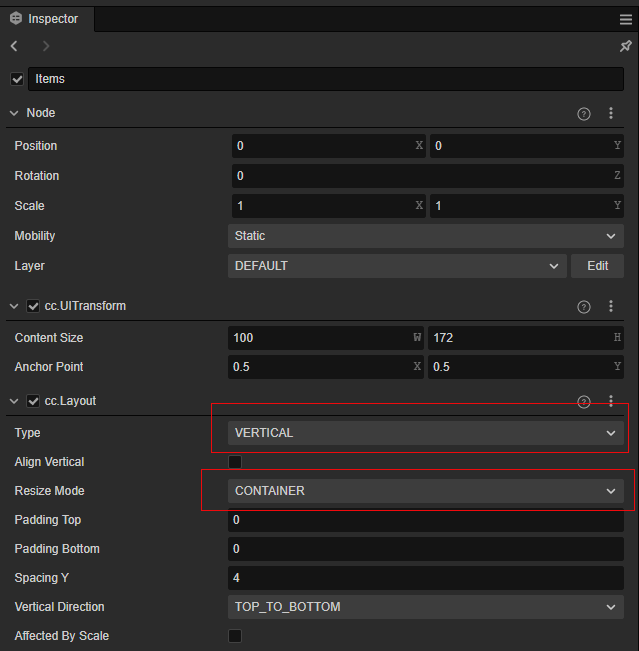 Inspector
Items
Node
Position 0 X 0 Y
Rotation 0 Z
Scale 1 X 1 Y
Mobility Static
Layer DEFAULT Edit
cc.UITransform
Content Size 100 W 172 H
Anchor Point 0.5 X 0.5 Y
cc.Layout
Type VERTICAL
Align Vertical
Resize Mode CONTAINER
Padding Top 0
Padding Bottom 0
Spacing Y 4
Vertical Direction TOP_TO_BOTTOM
Affected By Scale